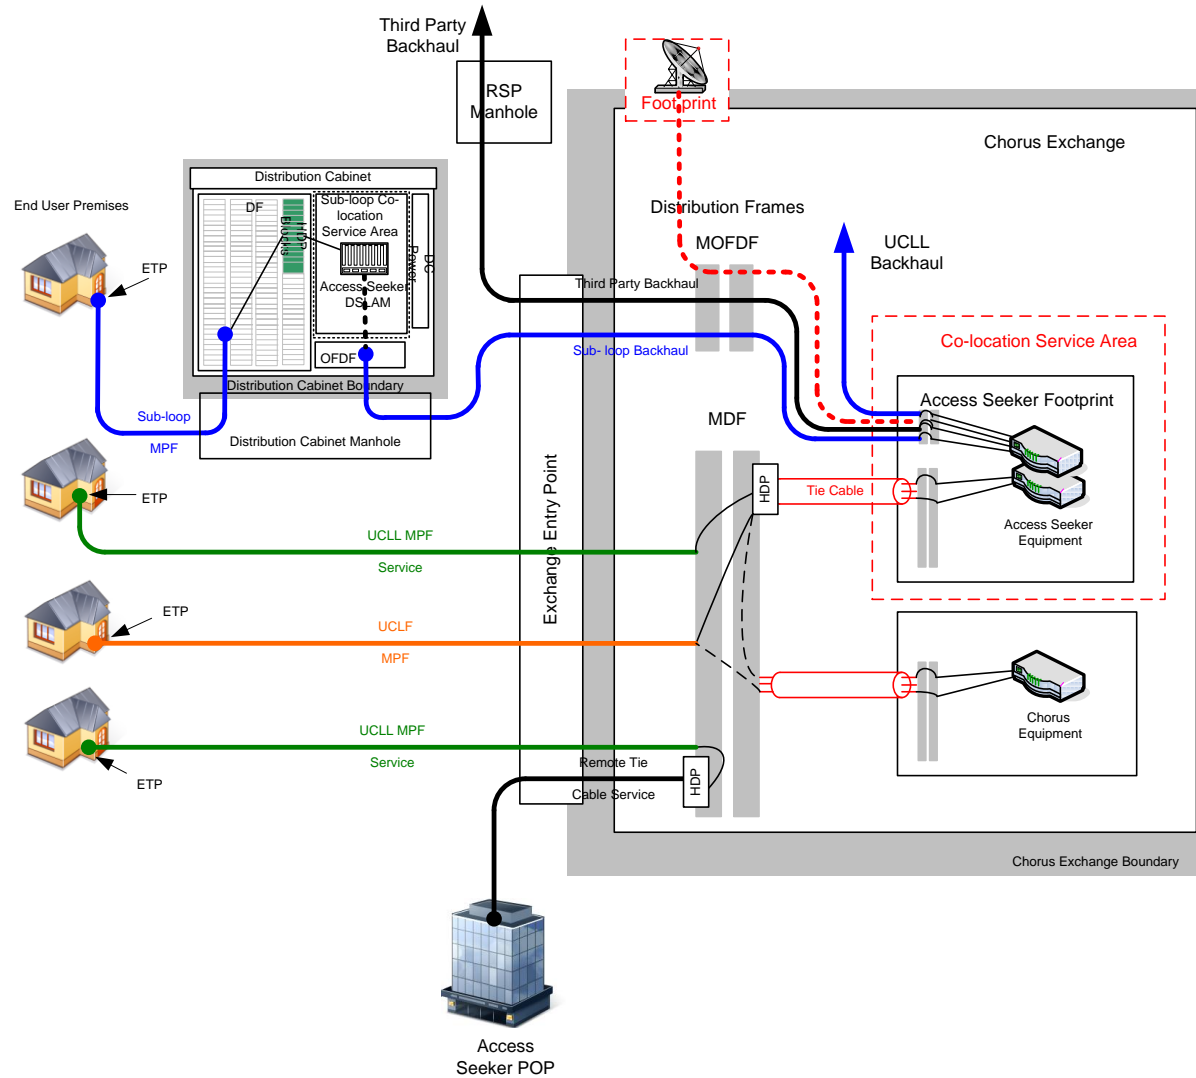 Third Party
Backhaul
RSP
Manhole
Foot print
Chorus Exchange
Distribution Cabinet
End User Premises
DF
HDP
Blocks
Sub-loop Co-
location
Service Area
DC
Power
Access Seeker
DSLAM
OFDF
ETP
Distribution Cabinet Boundary
Distribution Cabinet Manhole
Sub-loop
MPF
Distribution Frames
MOFDF
UCLL
Backhaul
Third Party Backhaul
Sub- loop Backhaul
Co-location Service Area
Access Seeker Footprint
MDF
HDP
Tie Cable
Access Seeker
Equipment
ETP
UCLL MPF
Service
Exchange Entry Point
ETP
UCLF
MPF
UCLL MPF
Service
ETP
Remote Tie
Cable Service
HDP
Chorus
Equipment
Chorus Exchange Boundary
Access
Seeker POP